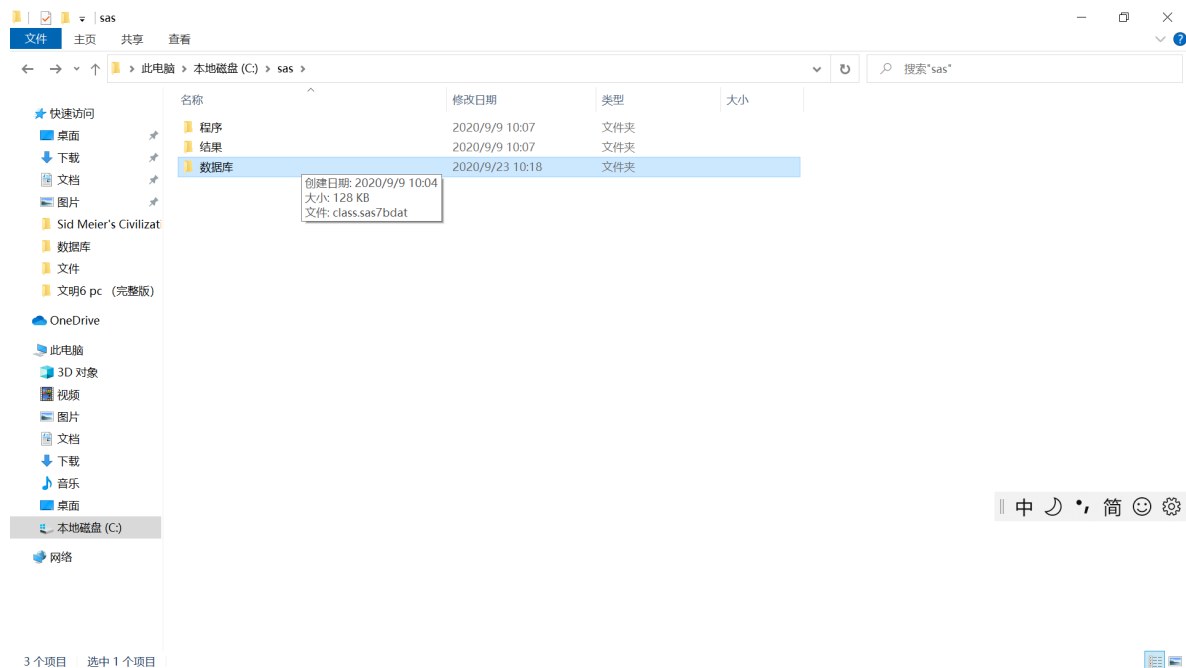 sas
文件 主页 共享 查看
此电脑 本地磁盘 (C:) sas
搜索"sas"
名称 修改日期 类型 大小
程序 2020/9/9 10:07 文件夹
结果 2020/9/9 10:07 文件夹
数据库 2020/9/23 10:18 文件夹
创建日期: 2020/9/9 10:04
大小: 128 KB
文件: class.sas7bdat
快速访问
桌面
下载
文档
图片
Sid Meier's Civilizati
数据库
文件
文明6 pc （完整版）
OneDrive
此电脑
3D 对象
视频
图片
文档
下载
音乐
桌面
本地磁盘 (C:)
网络
中 简
3 个项目 选中 1 个项目